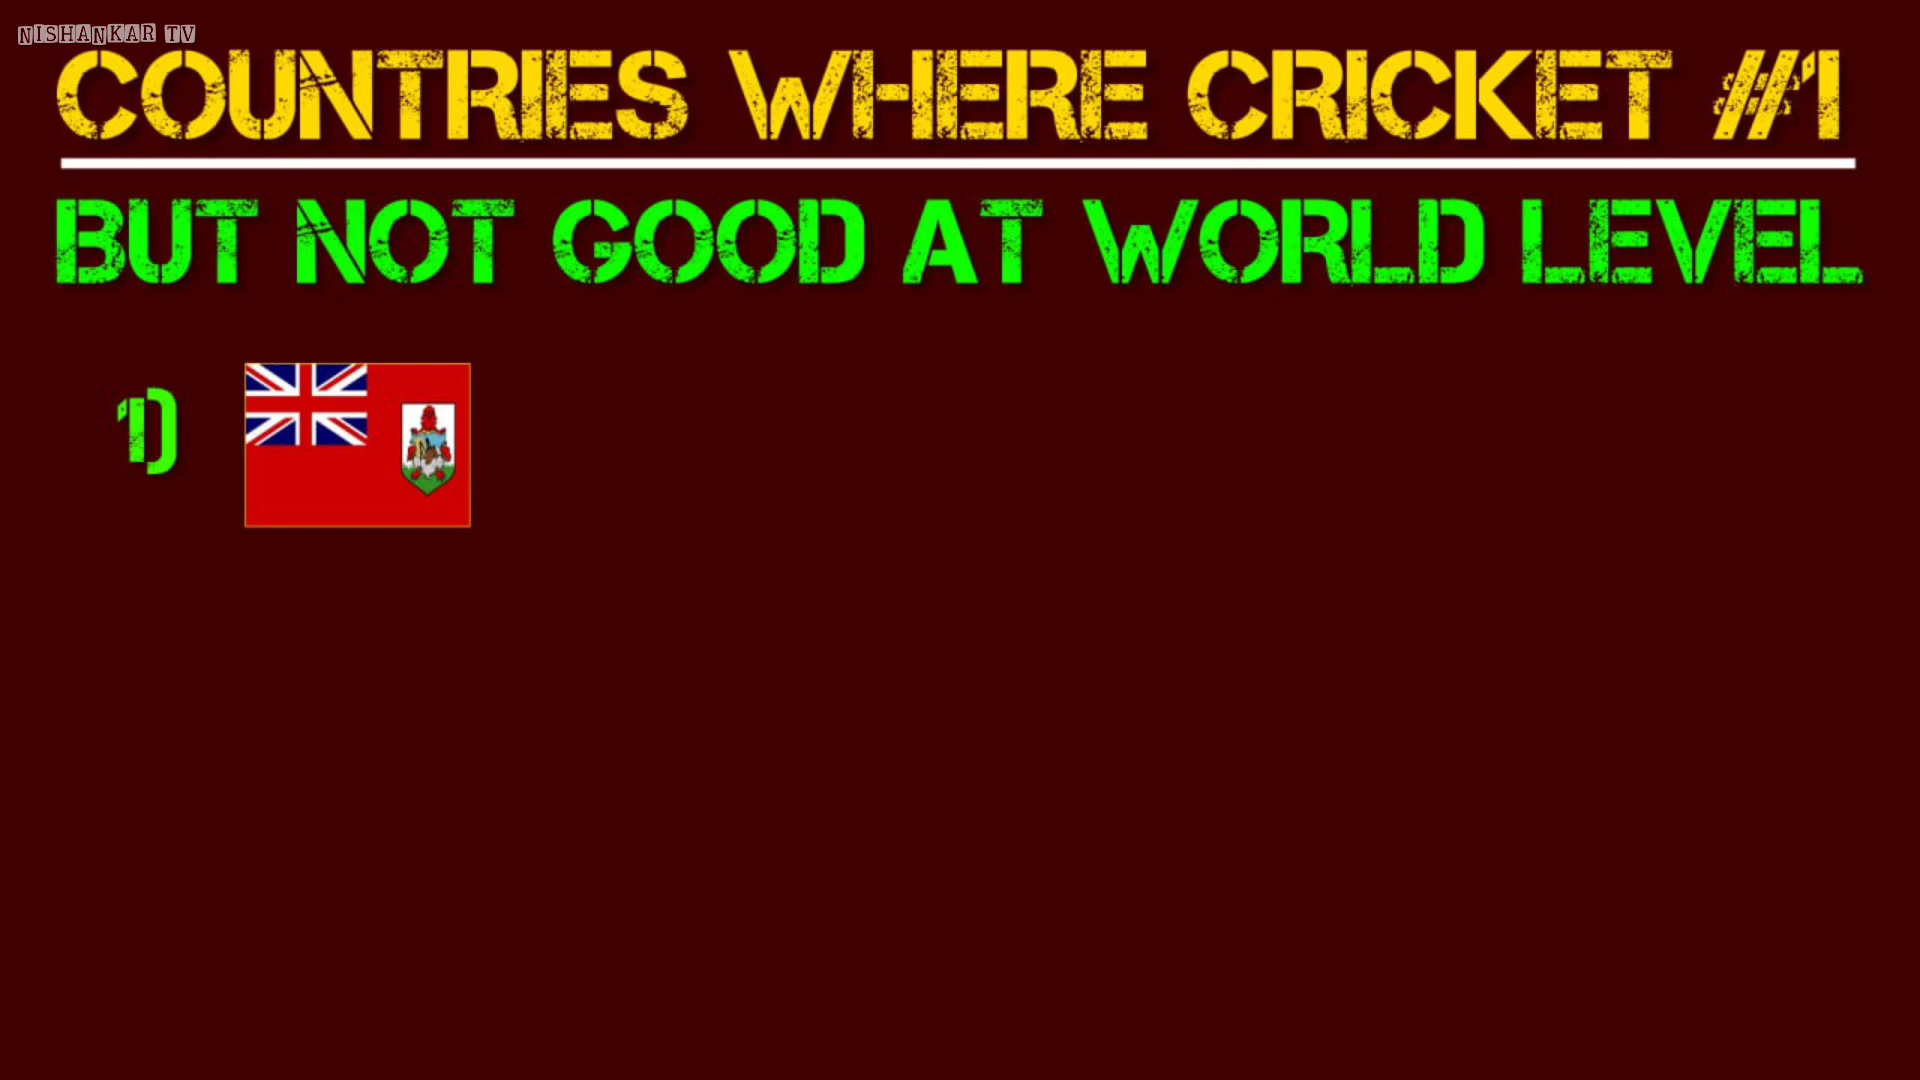 NISHANKAR TV
COUNTRIES WHERE CRICKET #1
BUT NOT GOOD AT WORLD LEVEL
1)